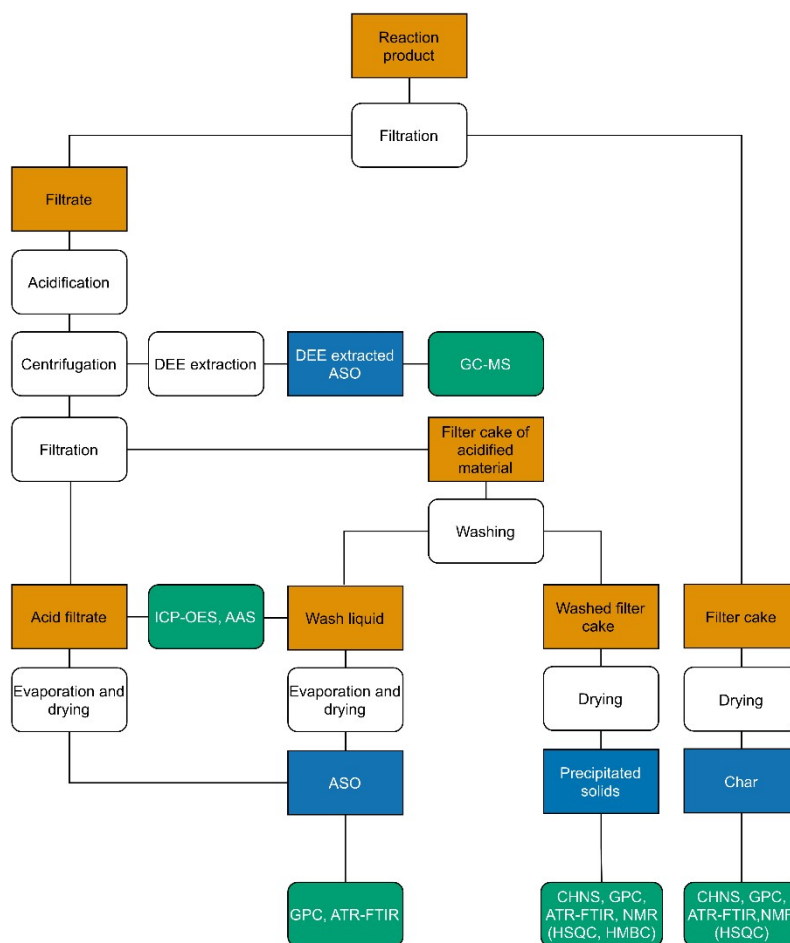 Reaction
product
Filtration
Filtrate
Acidification
Centrifugation
DEE extraction
DEE extracted
ASO
GC-MS
Filtration
Filter cake of
acidified
material
Washing
Acid filtrate
ICP-OES, AAS
Wash liquid
Washed filter
cake
Filter cake
Evaporation and
drying
Evaporation and
drying
Drying
Drying
ASO
Precipitated
solids
Char
GPC, ATR-FTIR
CHNS, GPC,
ATR-FTIR, NMR
(HSQC, HMBC)
CHNS, GPC,
ATR-FTIR,NMR
(HSQC)